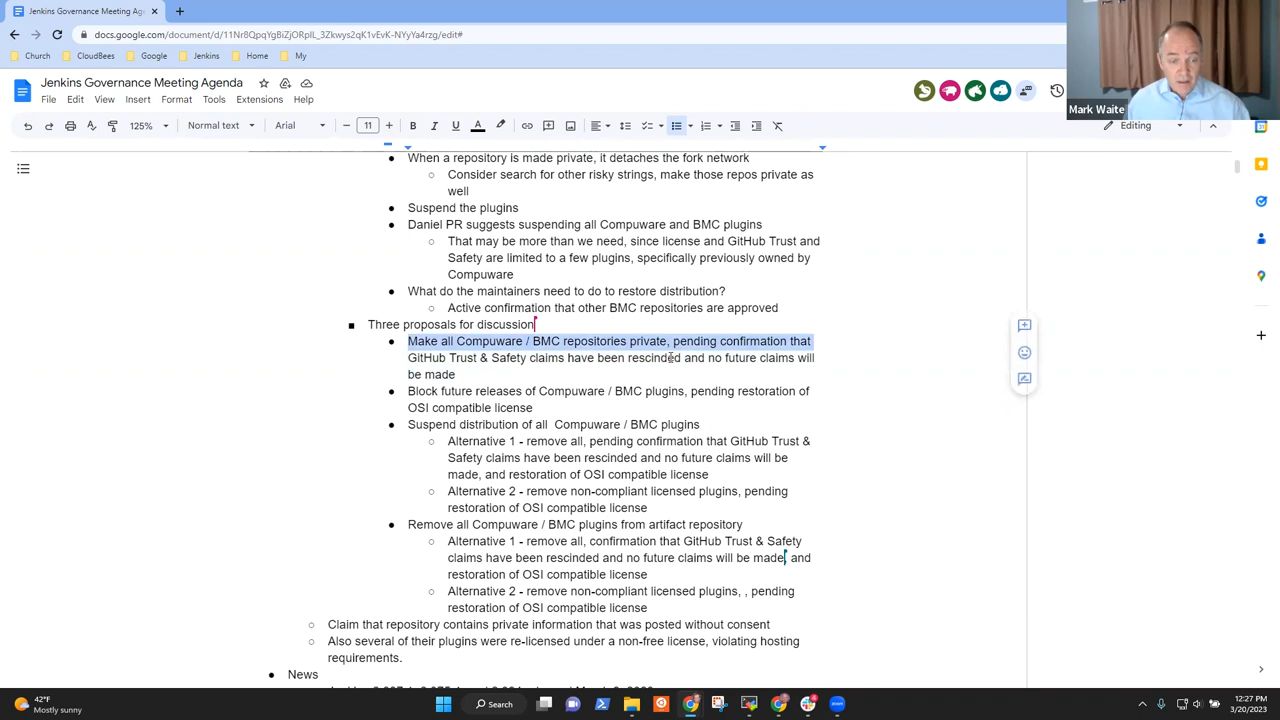 Jenkins Governance Meeting Age
docs.google.com/document/d/11Nr8QpqYgBiZjORpIL_3Zkwys2qK1vEvK-NYyYa4rzg/edit#
Church
CloudBees
Google
Jenkins
Home
My
Jenkins Governance Meeting Agenda
File Edit View Insert Format Tools Extensions Help
Mark Waite
125%
Normal text
Arial
11
Editing
When a repository is made private, it detaches the fork network
Consider search for other risky strings, make those repos private as
well
Suspend the plugins
Daniel PR suggests suspending all Compuware and BMC plugins
That may be more than we need, since license and GitHub Trust and
Safety are limited to a few plugins, specifically previously owned by
Compuware
What do the maintainers need to do to restore distribution?
Active confirmation that other BMC repositories are approved
Three proposals for discussion
Make all Compuware / BMC repositories private, pending confirmation that
GitHub Trust & Safety claims have been rescinded and no future claims will
be made
Block future releases of Compuware / BMC plugins, pending restoration of
OSI compatible license
Suspend distribution of all Compuware / BMC plugins
Alternative 1 - remove all, pending confirmation that GitHub Trust &
Safety claims have been rescinded and no future claims will be
made, and restoration of OSI compatible license
Alternative 2 - remove non-compliant licensed plugins, pending
restoration of OSI compatible license
Remove all Compuware / BMC plugins from artifact repository
Alternative 1 - remove all, confirmation that GitHub Trust & Safety
claims have been rescinded and no future claims will be made, and
restoration of OSI compatible license
Alternative 2 - remove non-compliant licensed plugins, , pending
restoration of OSI compatible license
Claim that repository contains private information that was posted without consent
Also several of their plugins were re-licensed under a non-free license, violating hosting
requirements.
News
42°F
Mostly sunny
Search
12:27 PM
3/20/2023